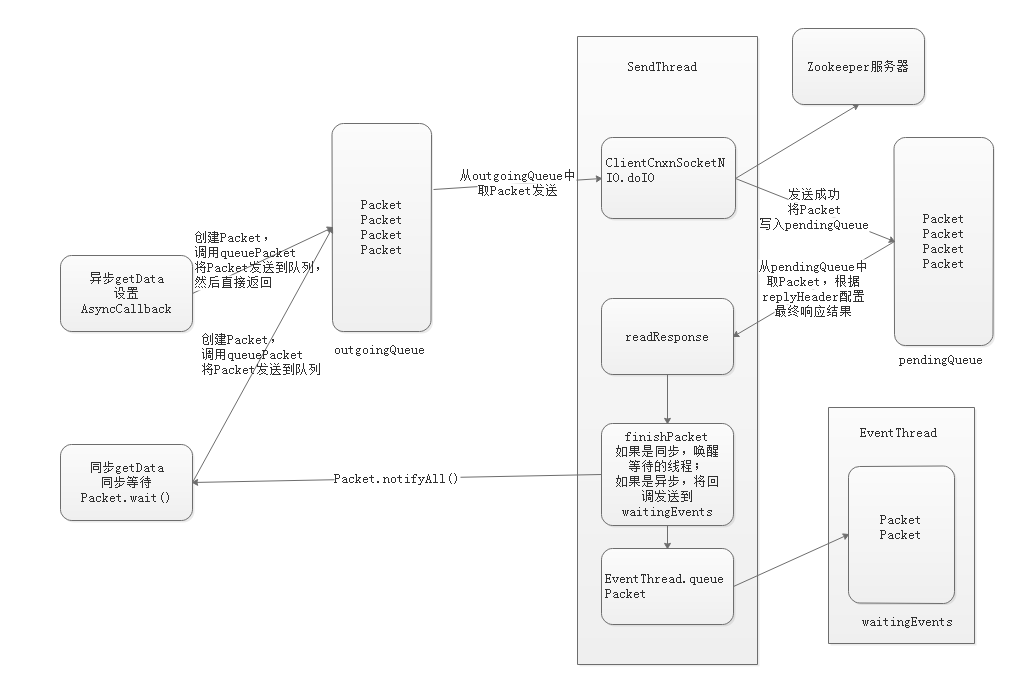 SendThread
Zookeeper服务器
ClientCnxnSocketN
IO.doIO
从outgoingQueue中
取Packet发送
Packet
Packet
Packet
Packet
outgoingQueue
发送成功
将Packet
写入pendingQueue
Packet
Packet
Packet
Packet
pendingQueue
创建Packet，
调用queuePacket
将Packet发送到队列，
然后直接返回
异步getData
设置
AsyncCallback
从pendingQueue中
取Packet，根据
replyHeader配置
最终响应结果
readResponse
创建Packet，
调用queuePacket
将Packet发送到队列
同步getData
同步等待
Packet.wait()
Packet.notifyAll()
finishPacket
如果是同步，唤醒
等待的线程；
如果是异步，将回
调发送到
waitingEvents
EventThread.queue
Packet
EventThread
Packet
Packet
waitingEvents